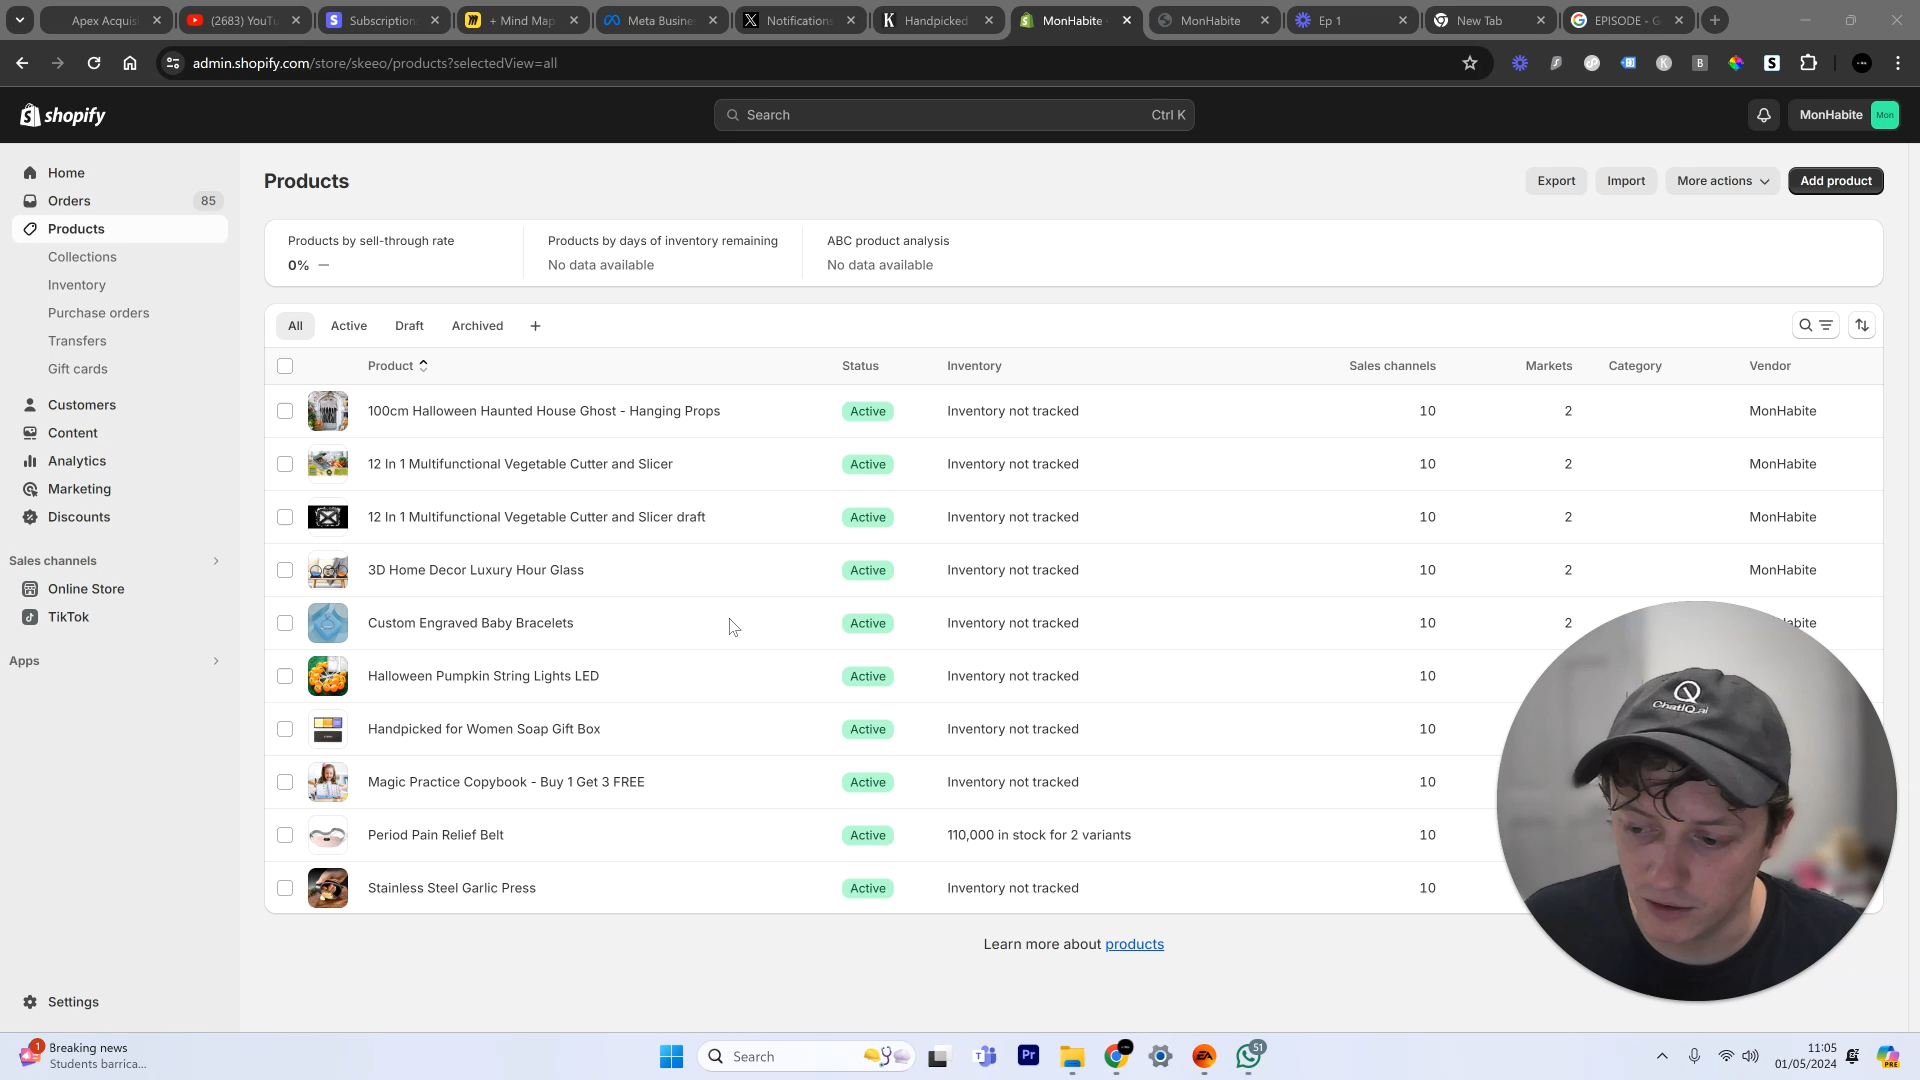 Apex Acquisi
(2683) YouTu
Subscription
+ Mind Map
Meta Busine
Notifications
Handpicked
MonHabite ·
MonHabite
Ep 1
New Tab
EPISODE - G
admin.shopify.com/store/skeeo/products?selectedView=all
shopify
Search
Ctrl K
MonHabite
Mon
Home
Orders
85
Products
Collections
Inventory
Purchase orders
Transfers
Gift cards
Customers
Content
Analytics
Marketing
Discounts
Sales channels
Online Store
TikTok
Apps
Settings
Products
Export
Import
More actions
Add product
Products by sell-through rate
0% —
Products by days of inventory remaining
No data available
ABC product analysis
No data available
All Active Draft Archived +
Product Status Inventory Sales channels Markets Category Vendor
100cm Halloween Haunted House Ghost - Hanging Props Active Inventory not tracked 10 2 MonHabite
12 In 1 Multifunctional Vegetable Cutter and Slicer Active Inventory not tracked 10 2 MonHabite
12 In 1 Multifunctional Vegetable Cutter and Slicer draft Active Inventory not tracked 10 2 MonHabite
3D Home Decor Luxury Hour Glass Active Inventory not tracked 10 2 MonHabite
Custom Engraved Baby Bracelets Active Inventory not tracked 10 2 abite
Halloween Pumpkin String Lights LED Active Inventory not tracked 10
Handpicked for Women Soap Gift Box Active Inventory not tracked 10
Magic Practice Copybook - Buy 1 Get 3 FREE Active Inventory not tracked 10
Period Pain Relief Belt Active 110,000 in stock for 2 variants 10
Stainless Steel Garlic Press Active Inventory not tracked 10
Learn more about products
ChatIQ.ai
1
Breaking news
Students barrica...
Search
Pr
EA
51
11:05
01/05/2024
PRE